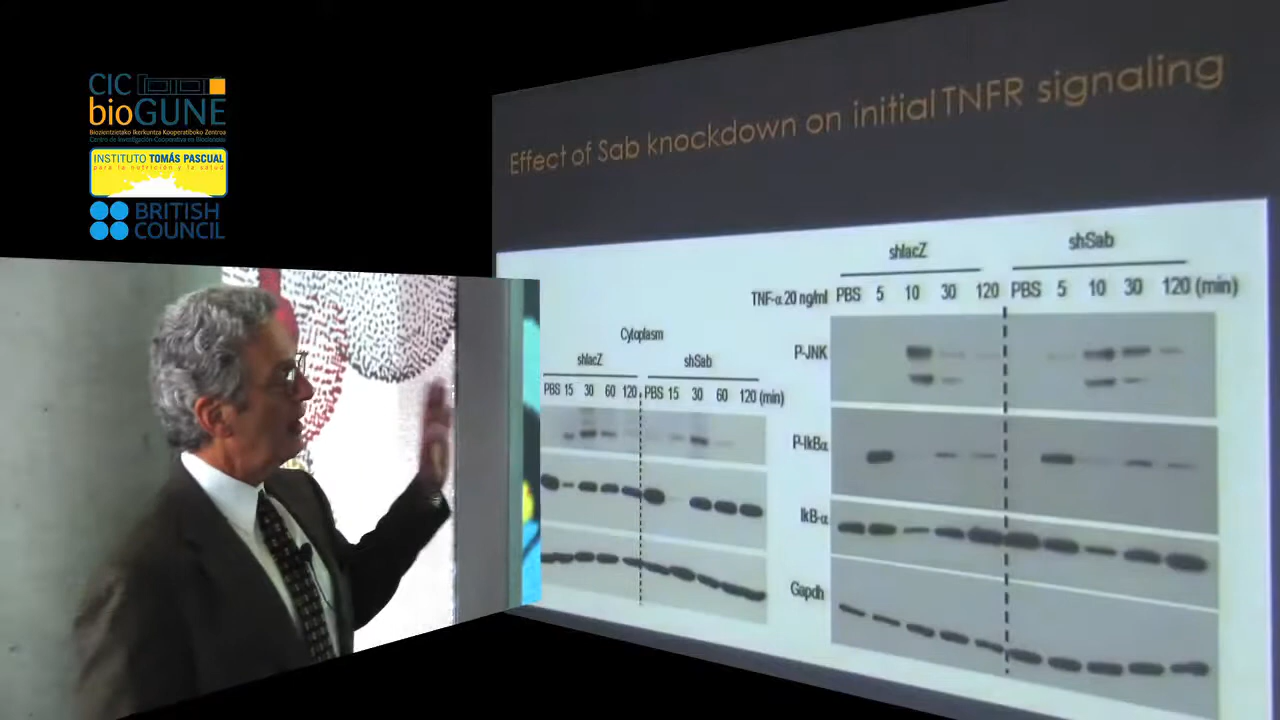 CIC
bioGUNE
Biozientzietako Ikerkuntza Kooperatiboko Zentroa
Centro de Investigación Cooperativa en Biociencias
INSTITUTO TOMÁS PASCUAL
para la nutrición y la salud
BRITISH
COUNCIL
Effect of Sab knockdown on initial TNFR signaling
shlacZ shSab
TNF-α 20 ng/ml PBS 5 10 30 120 PBS 5 10 30 120 (min)
P-JNK
P-IkBα
IkB-α
Gapdh
Cytoplasm
shlacZ shSab
PBS 15 30 60 120 PBS 15 30 60 120 (min)